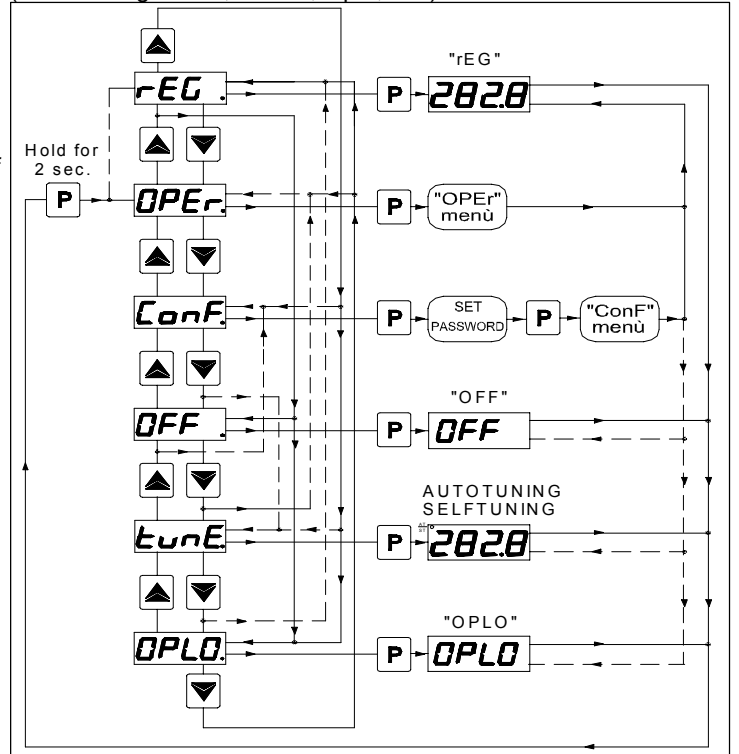 "rEG"
rEG .
P
282.8
Hold for
2 sec.
P
OPEr.
P
"OPEr"
menù
ConF.
P
SET
PASSWORD
P
"ConF"
menù
"OFF"
OFF .
P
OFF
AUTOTUNING
SELFTUNING
tunE.
P
282.8
"OPLO"
OPLO.
P
OPLO